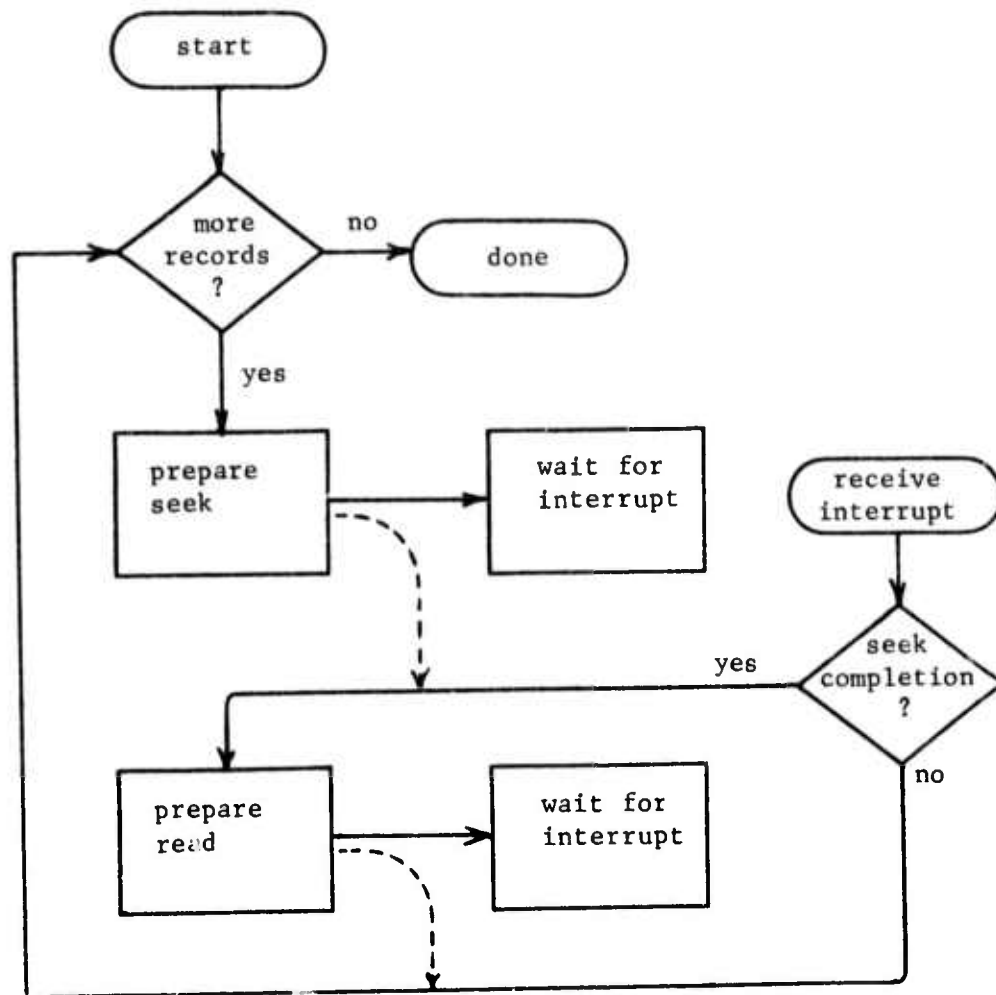 start
more
records
?
no
done
yes
prepare
seek
wait for
interrupt
receive
interrupt
seek
completion
?
yes
no
prepare
read
wait for
interrupt